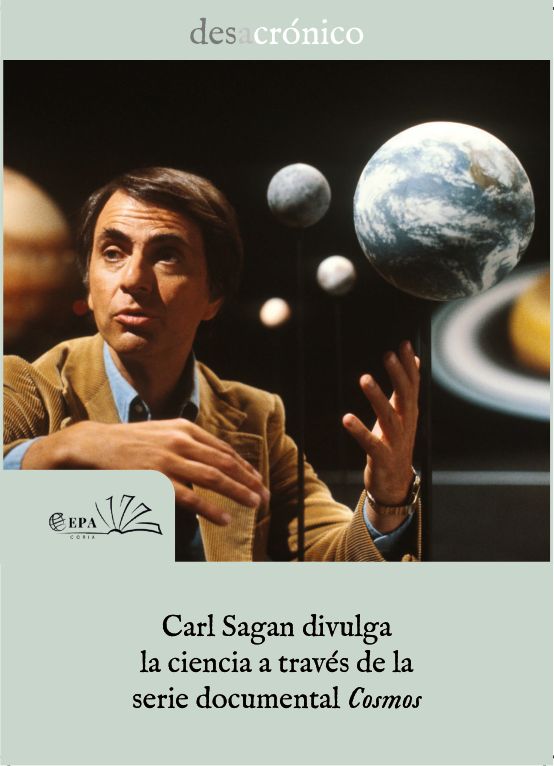 desacrónico
EPA
CORIA
Carl Sagan divulga
la ciencia a través de la
serie documental Cosmos